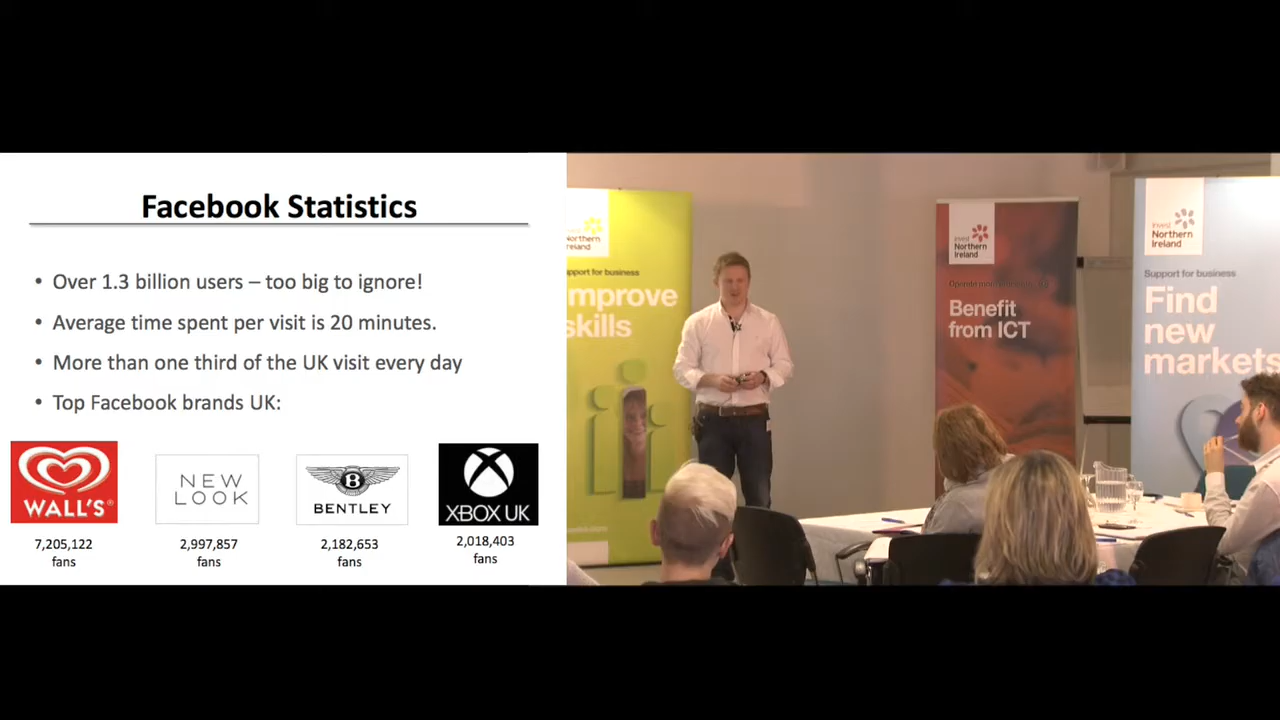 Facebook Statistics
• Over 1.3 billion users – too big to ignore!
• Average time spent per visit is 20 minutes.
• More than one third of the UK visit every day
• Top Facebook brands UK:
WALL'S®
NEW
LOOK
B
BENTLEY
XBOX UK
7,205,122
fans
2,997,857
fans
2,182,653
fans
2,018,403
fans
Northern
Ireland
support for business
improve
skills
Invest
Northern
Ireland
Benefit
from ICT
Invest
Northern
Ireland
Support for business
Find
new
markets